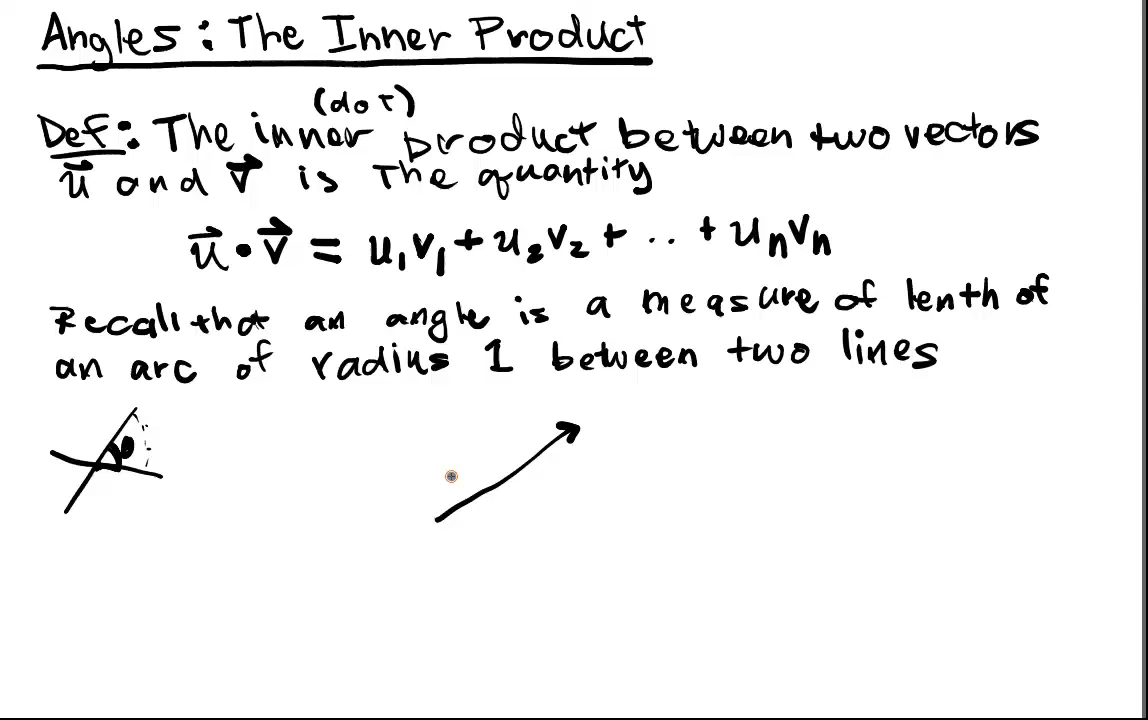 Angles: The Inner Product
(dot)
Def: The inner product between two vectors
u⃗ and v⃗ is the quantity
u⃗ • v⃗ = u₁v₁ + u₂v₂ + .. + uₙvₙ
Recall that an angle is a measure of lenth of
an arc of radius 1 between two lines
θ